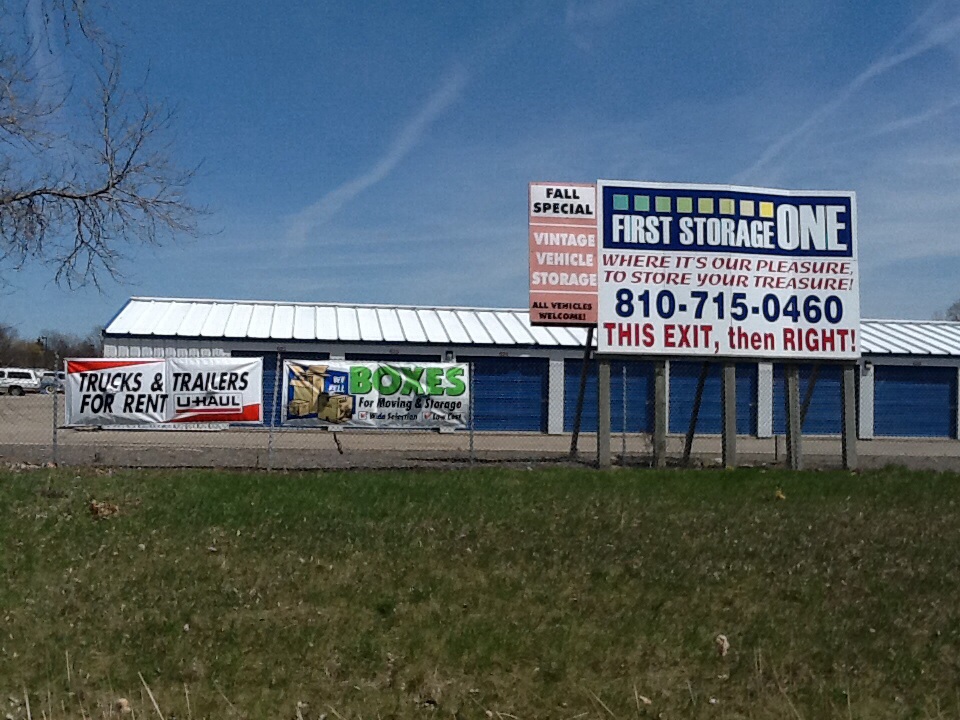 FALL
SPECIAL
VINTAGE
VEHICLE
STORAGE
ALL VEHICLES
WELCOME!
FIRST STORAGE ONE
WHERE IT'S OUR PLEASURE,
TO STORE YOUR TREASURE!
810-715-0460
THIS EXIT, then RIGHT!
TRUCKS & TRAILERS
FOR RENT U-HAUL
WE SELL
BOXES
For Moving & Storage
Wide Selection Low Cost